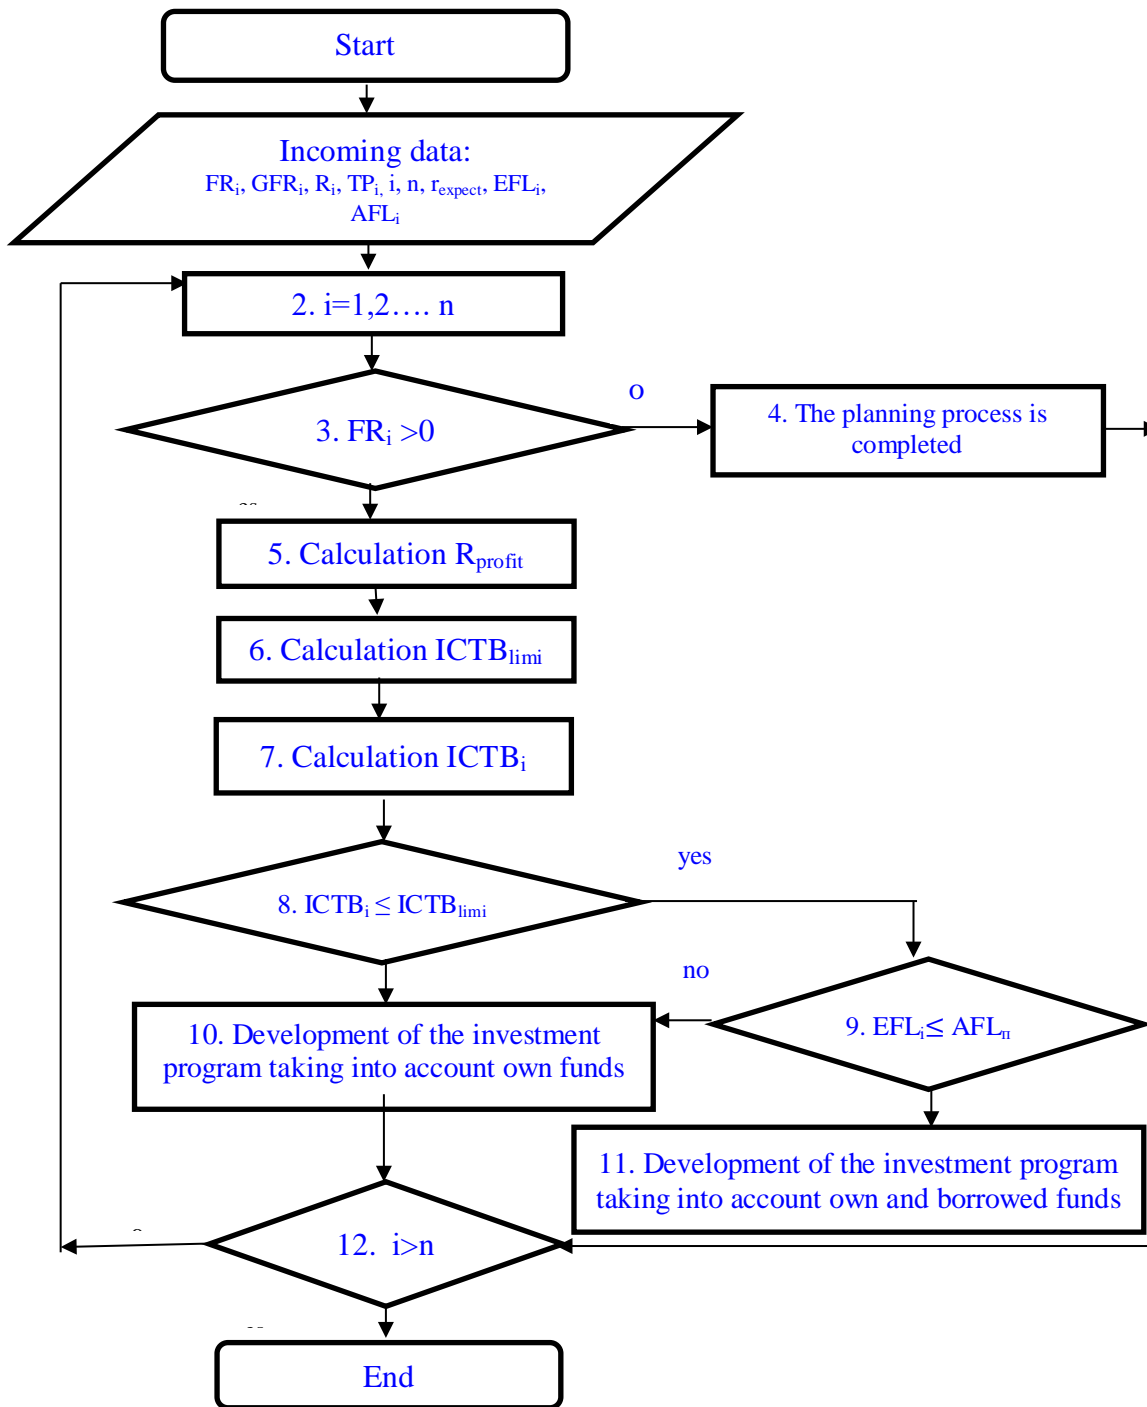 Start
Incoming data:
FRi, GFRi, Ri, TPi, i, n, rexpect, EFLi,
AFLi
2. i=1,2…. n
3. FRi >0
o
4. The planning process is
completed
5. Calculation Rprofit
6. Calculation ICTBlimi
7. Calculation ICTBi
8. ICTBi ≤ ICTBlimi
yes
no
9. EFLi≤ AFLп
10. Development of the investment
program taking into account own funds
11. Development of the investment program
taking into account own and borrowed funds
12. i>n
End